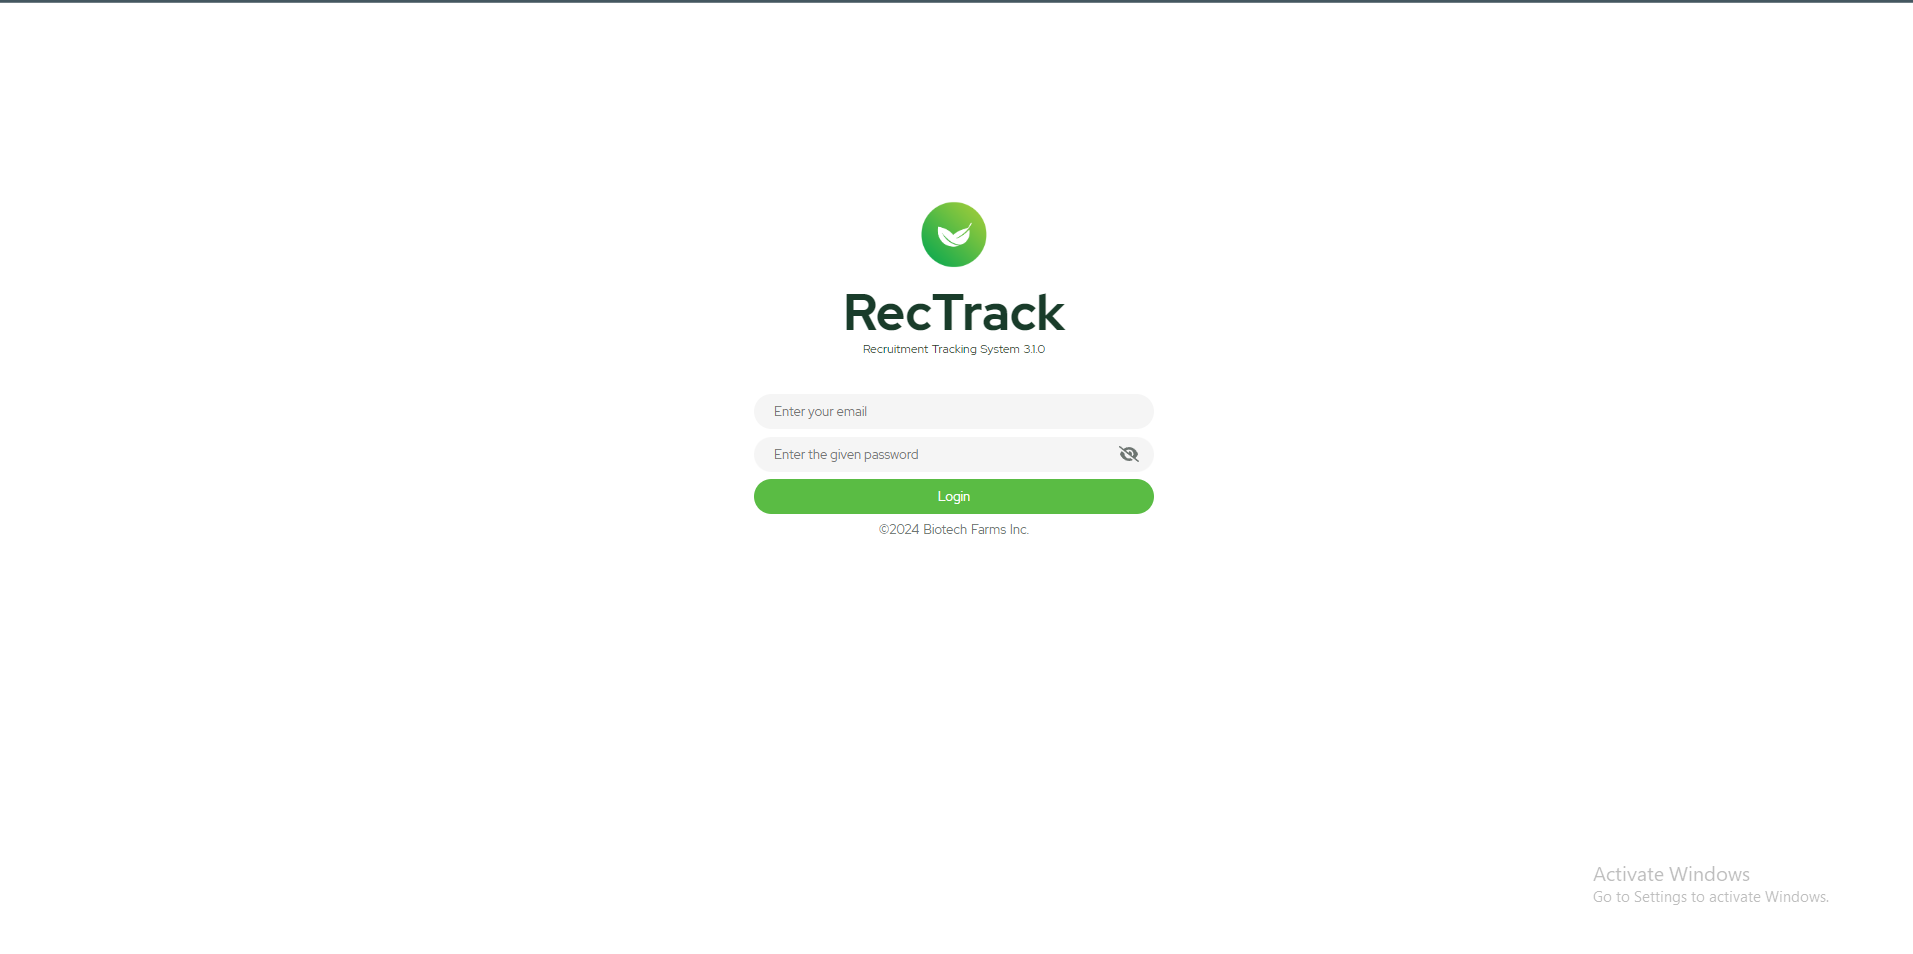 RecTrack
Recruitment Tracking System 3.1.0
Enter your email
Enter the given password
Login
©2024 Biotech Farms Inc.
Activate Windows
Go to Settings to activate Windows.